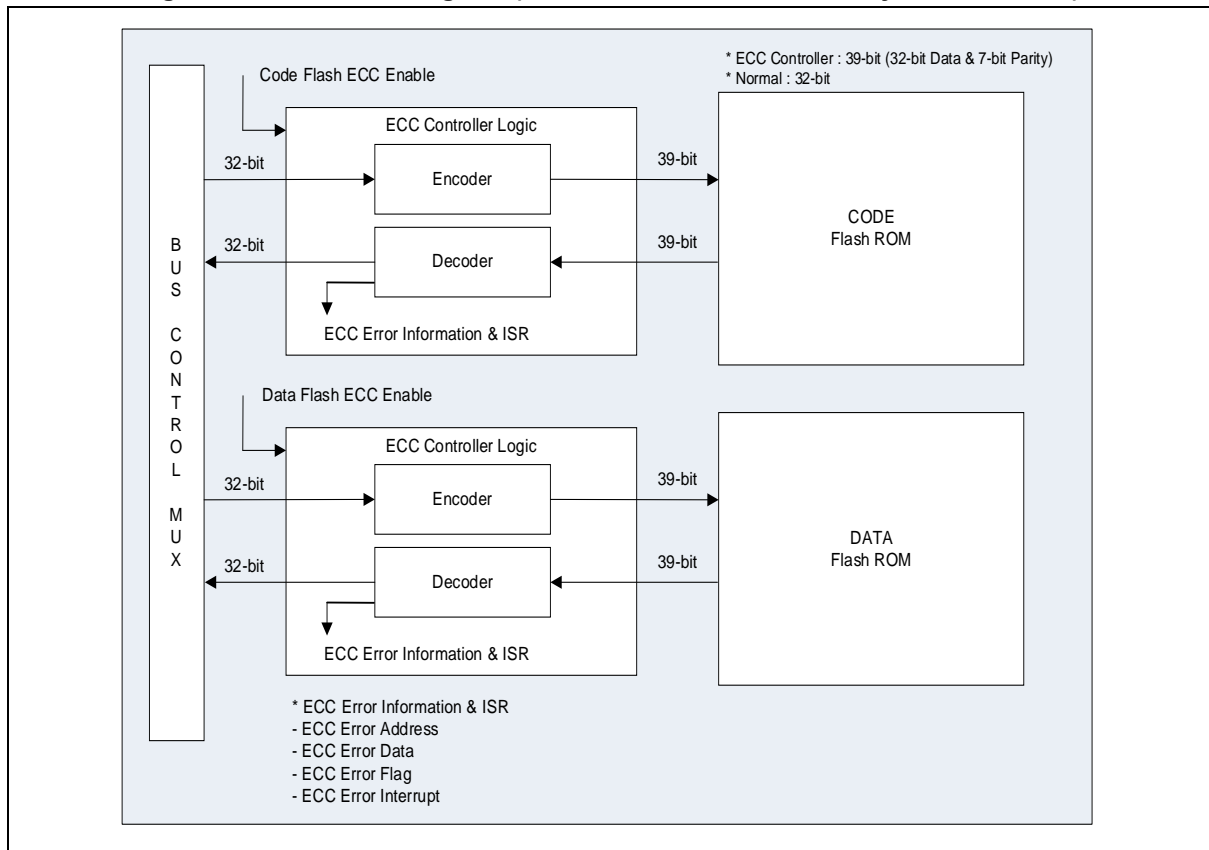 * ECC Controller : 39-bit (32-bit Data & 7-bit Parity)
* Normal : 32-bit
Code Flash ECC Enable
ECC Controller Logic
32-bit
Encoder
39-bit
CODE
Flash ROM
32-bit
Decoder
39-bit
ECC Error Information & ISR
BUS CONTROL MUX
Data Flash ECC Enable
ECC Controller Logic
32-bit
Encoder
39-bit
DATA
Flash ROM
32-bit
Decoder
39-bit
ECC Error Information & ISR
* ECC Error Information & ISR
- ECC Error Address
- ECC Error Data
- ECC Error Flag
- ECC Error Interrupt